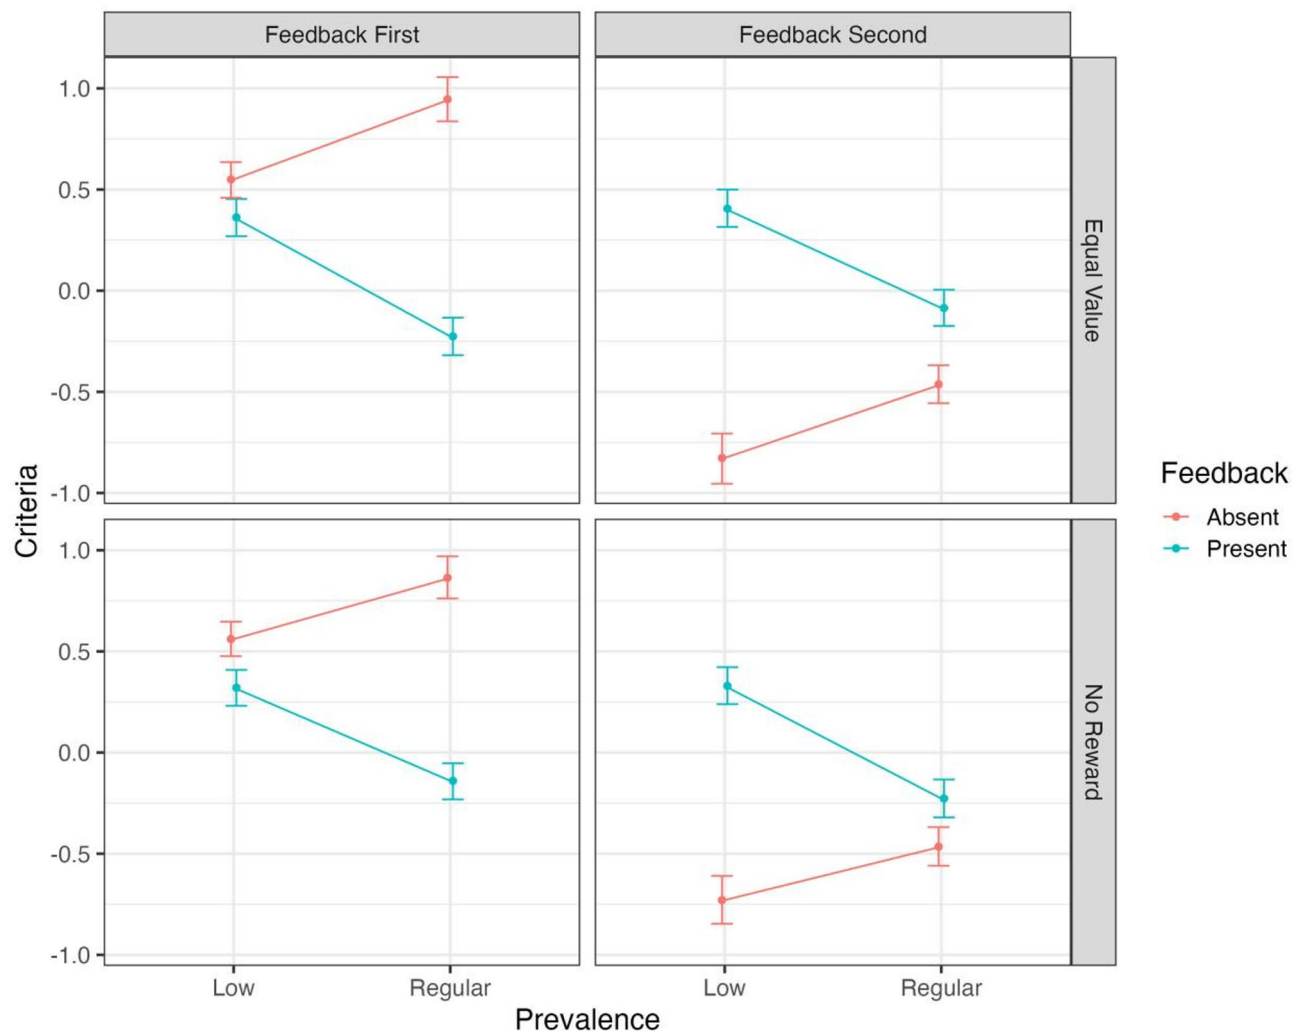 Feedback First
Feedback Second
1.0
0.5
0.0
-0.5
-1.0
Equal Value
Criteria
1.0
0.5
0.0
-0.5
-1.0
No Reward
Low
Regular
Low
Regular
Prevalence
Feedback
Absent
Present